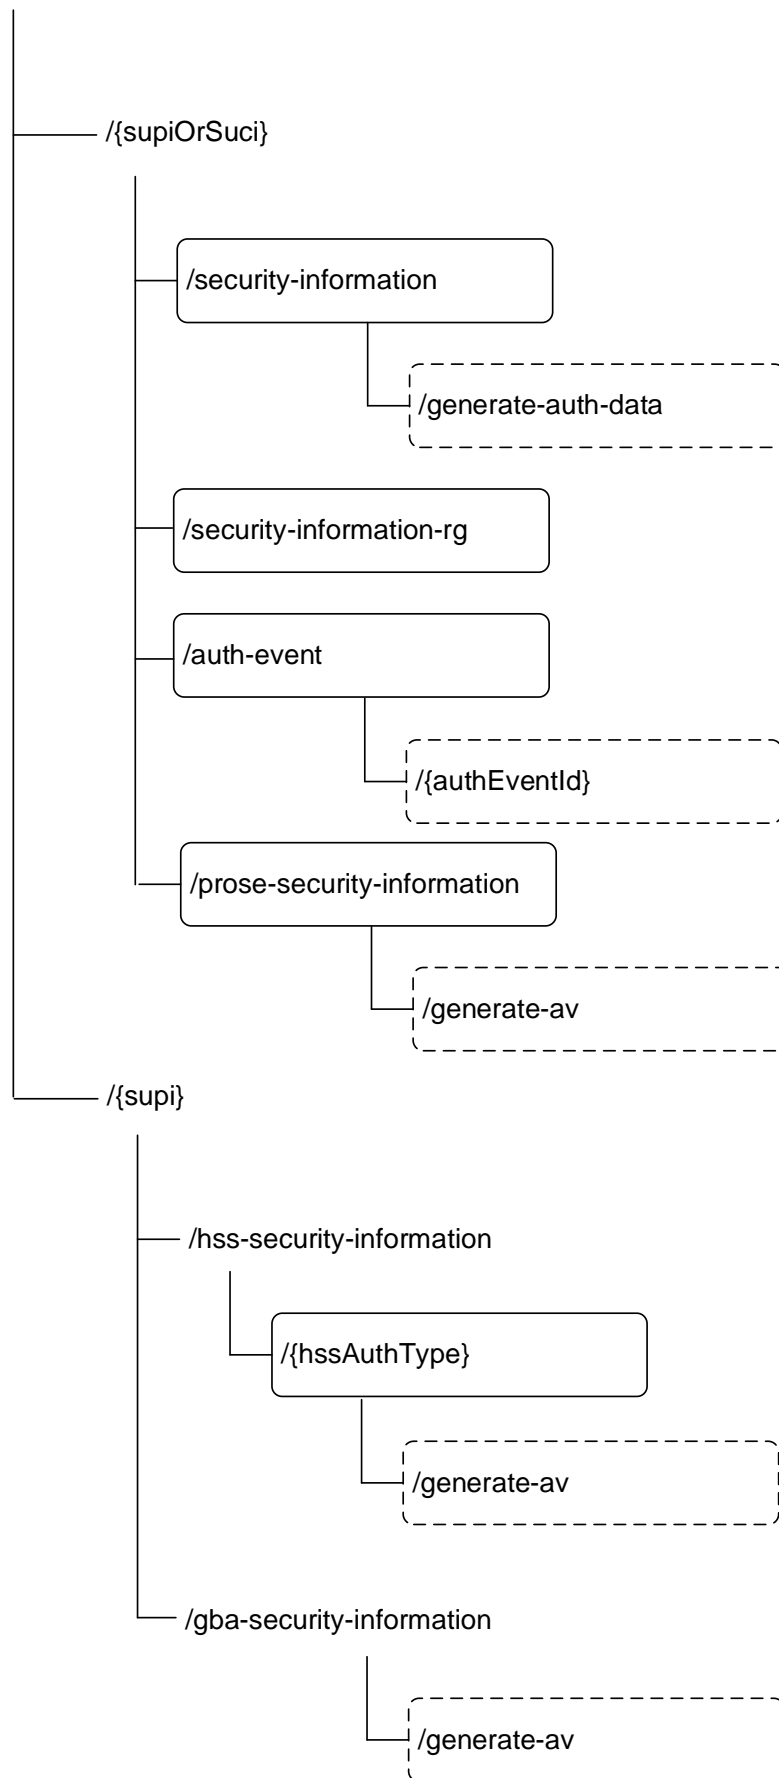 /{supiOrSuci}
/security-information
/generate-auth-data
/security-information-rg
/auth-event
/{authEventId}
/prose-security-information
/generate-av
/{supi}
/hss-security-information
/{hssAuthType}
/generate-av
/gba-security-information
/generate-av